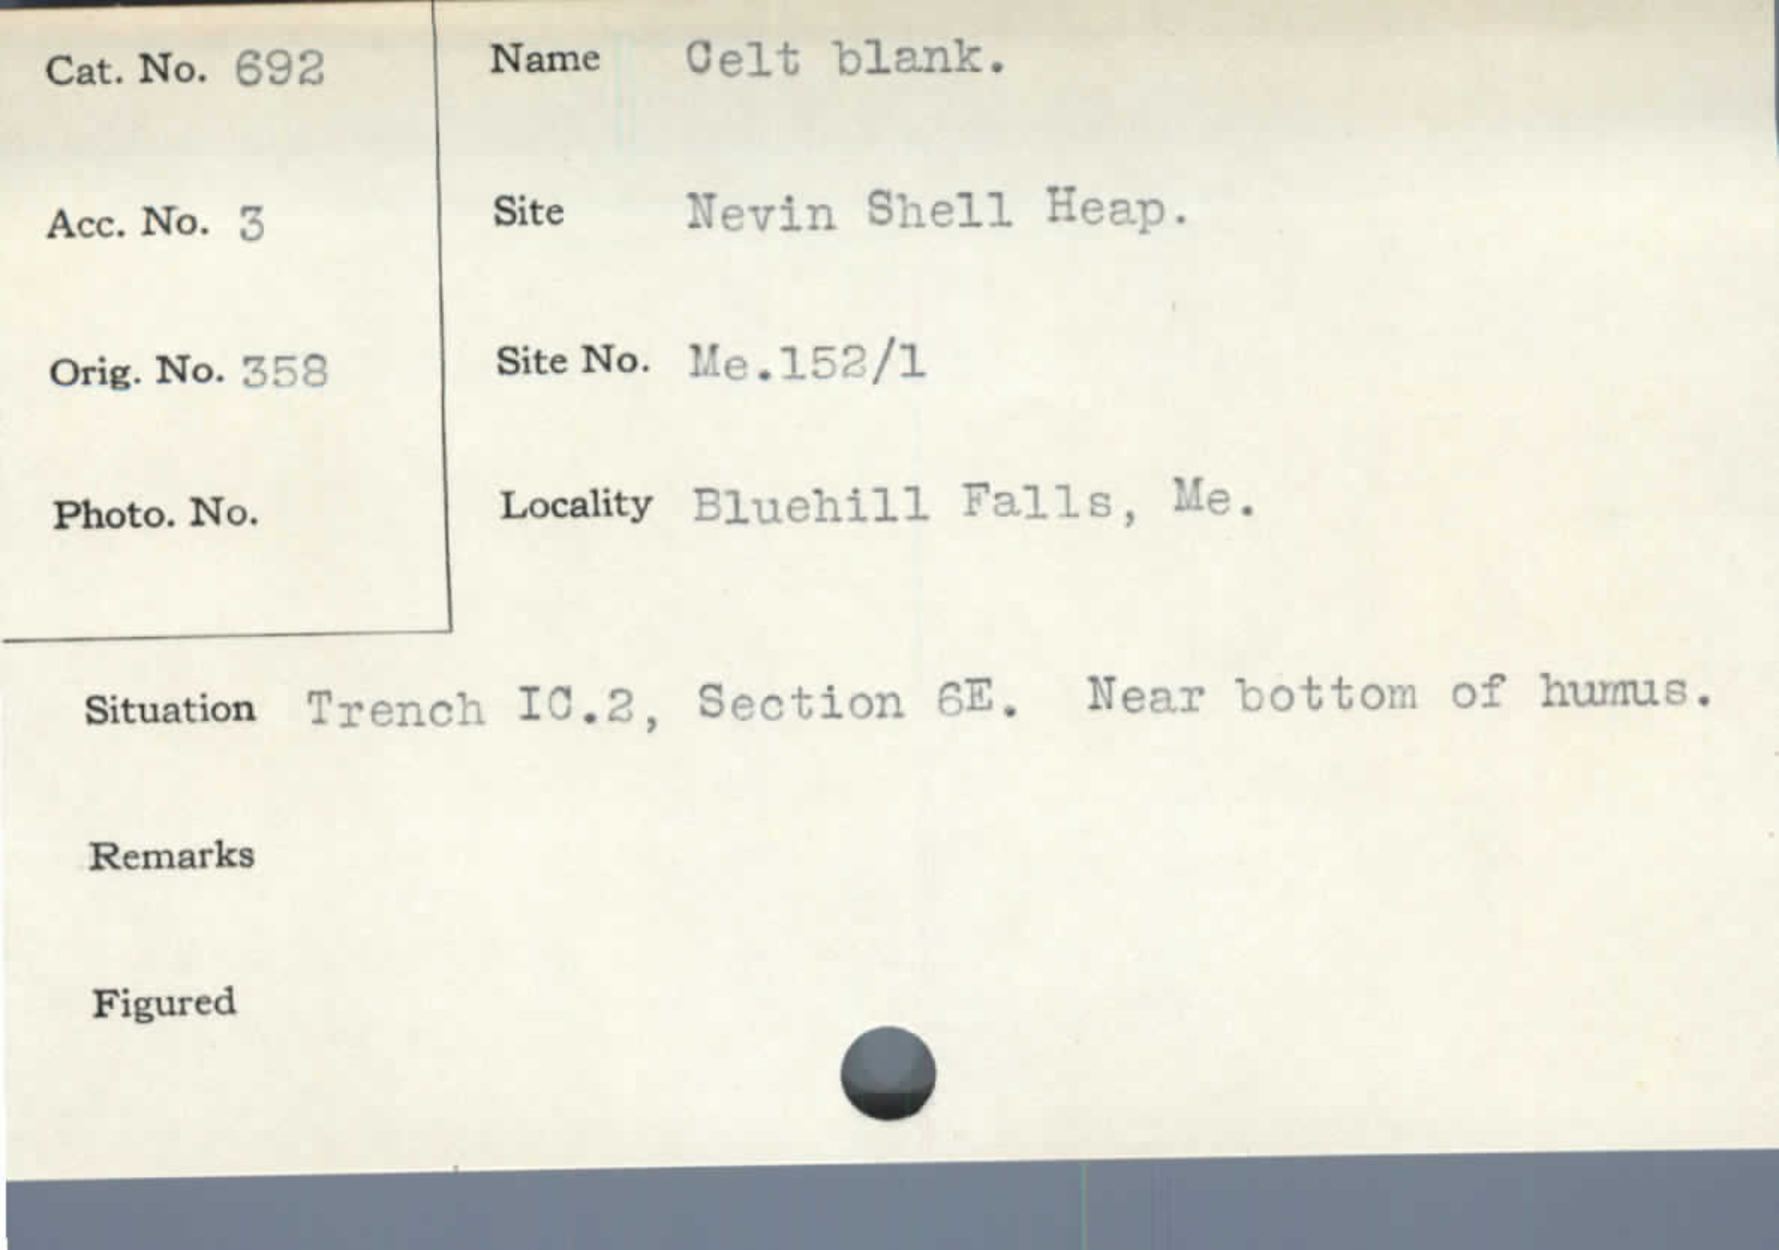 Cat. No. 692
Name Celt blank.
Acc. No. 3
Site Nevin Shell Heap.
Orig. No. 358
Site No. Me.152/1
Photo. No.
Locality Bluehill Falls, Me.
Situation Trench IC.2, Section 6E. Near bottom of humus.
Remarks
Figured